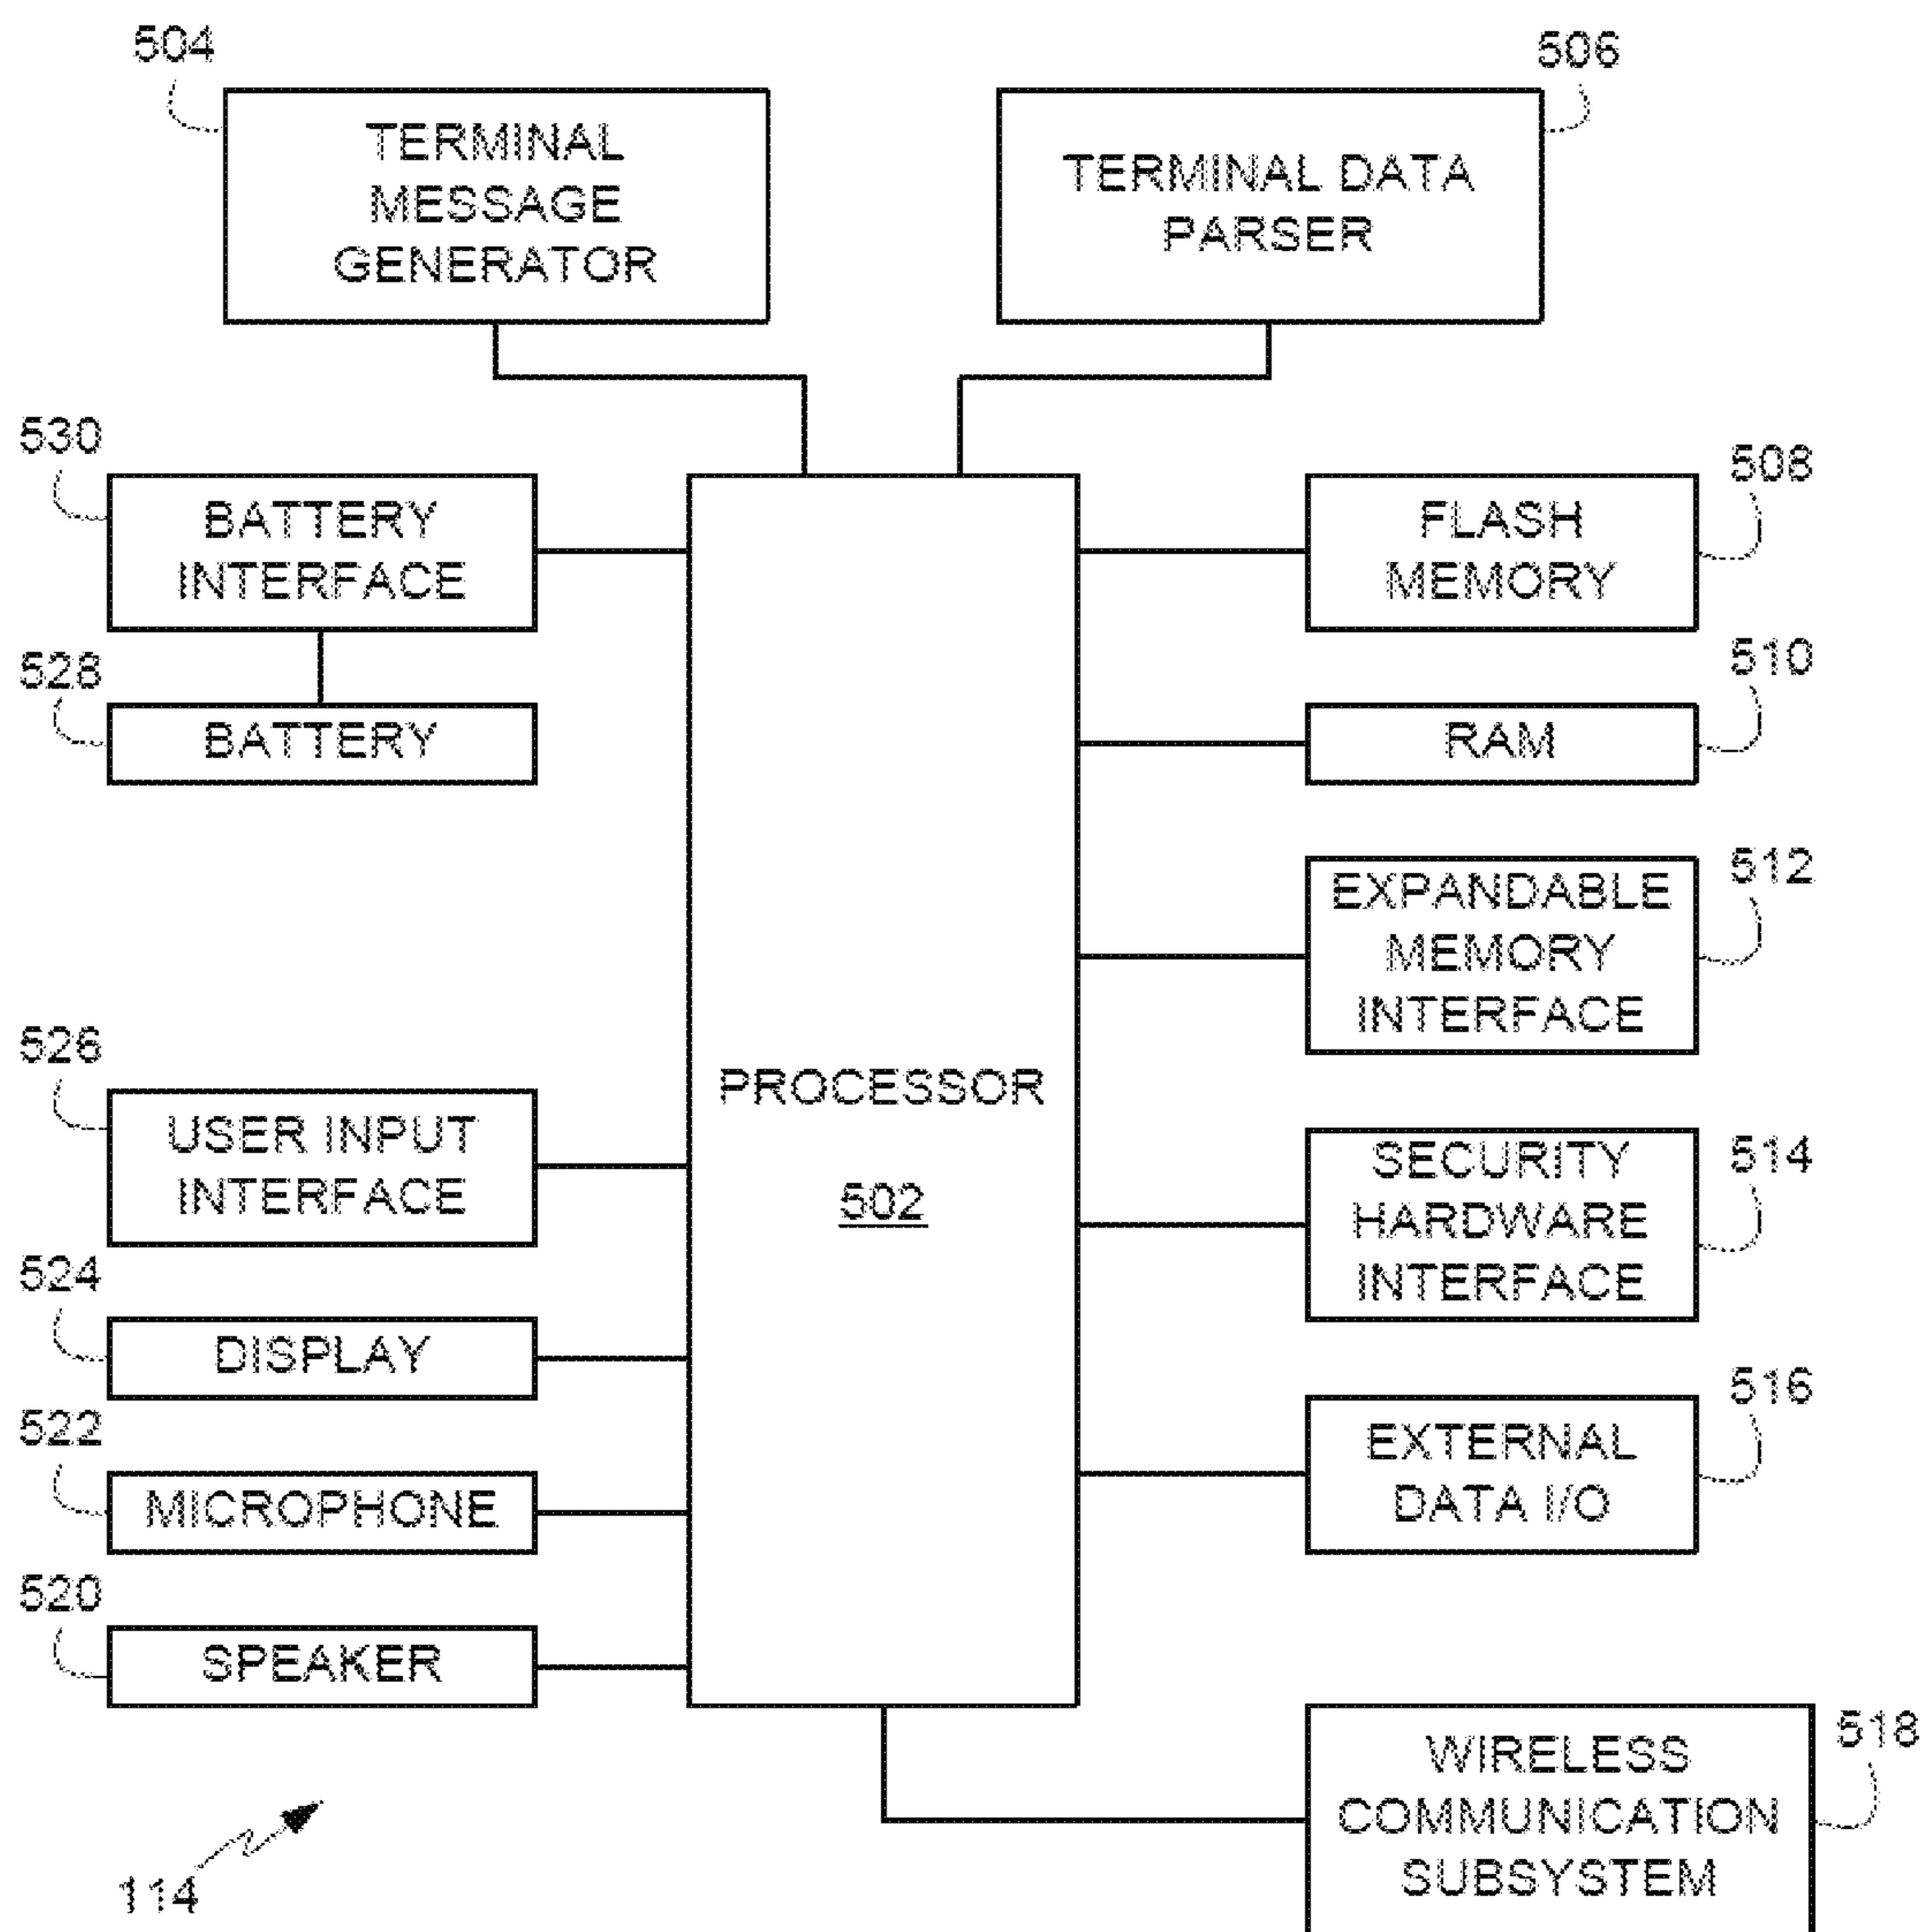 504
TERMINAL
MESSAGE
GENERATOR
506
TERMINAL DATA
PARSER
530
BATTERY
INTERFACE
528
BATTERY
526
USER INPUT
INTERFACE
524
DISPLAY
522
MICROPHONE
520
SPEAKER
PROCESSOR
502
508
FLASH
MEMORY
510
RAM
512
EXPANDABLE
MEMORY
INTERFACE
514
SECURITY
HARDWARE
INTERFACE
516
EXTERNAL
DATA I/O
518
WIRELESS
COMMUNICATION
SUBSYSTEM
114